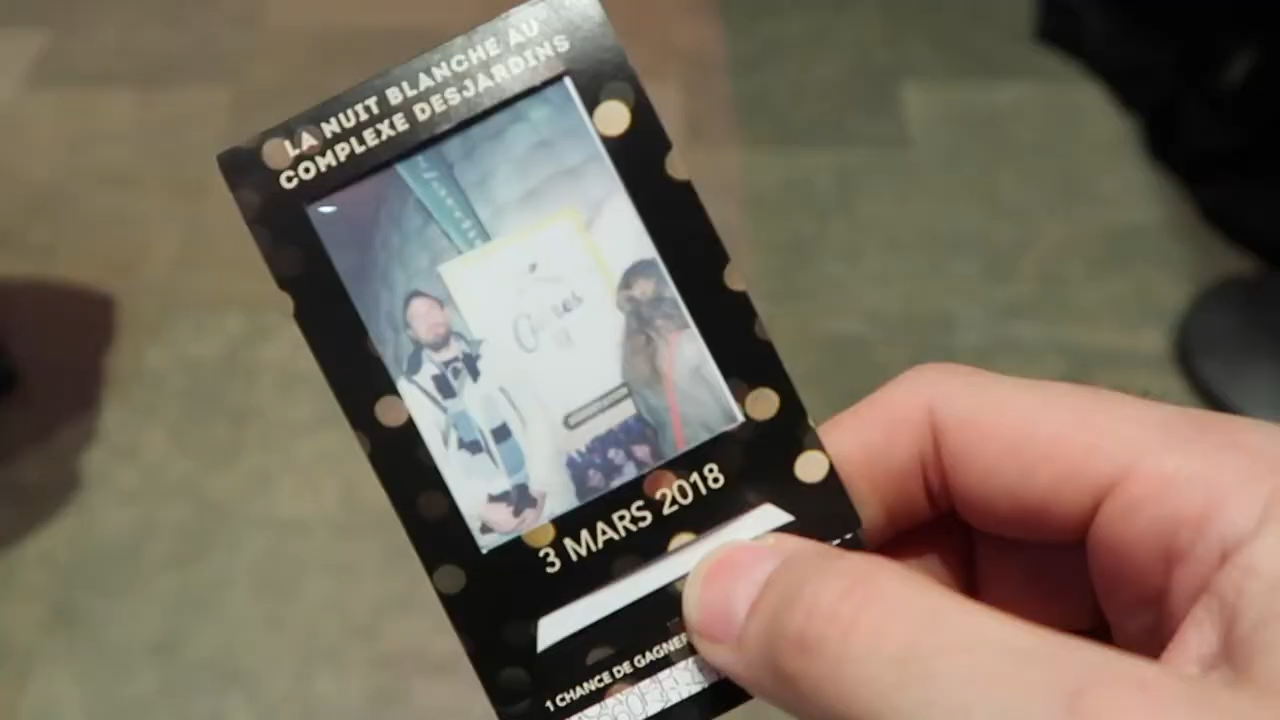 LA NUIT BLANCHE AU
COMPLEXE DESJARDINS
3 MARS 2018
1 CHANCE DE GAGNER